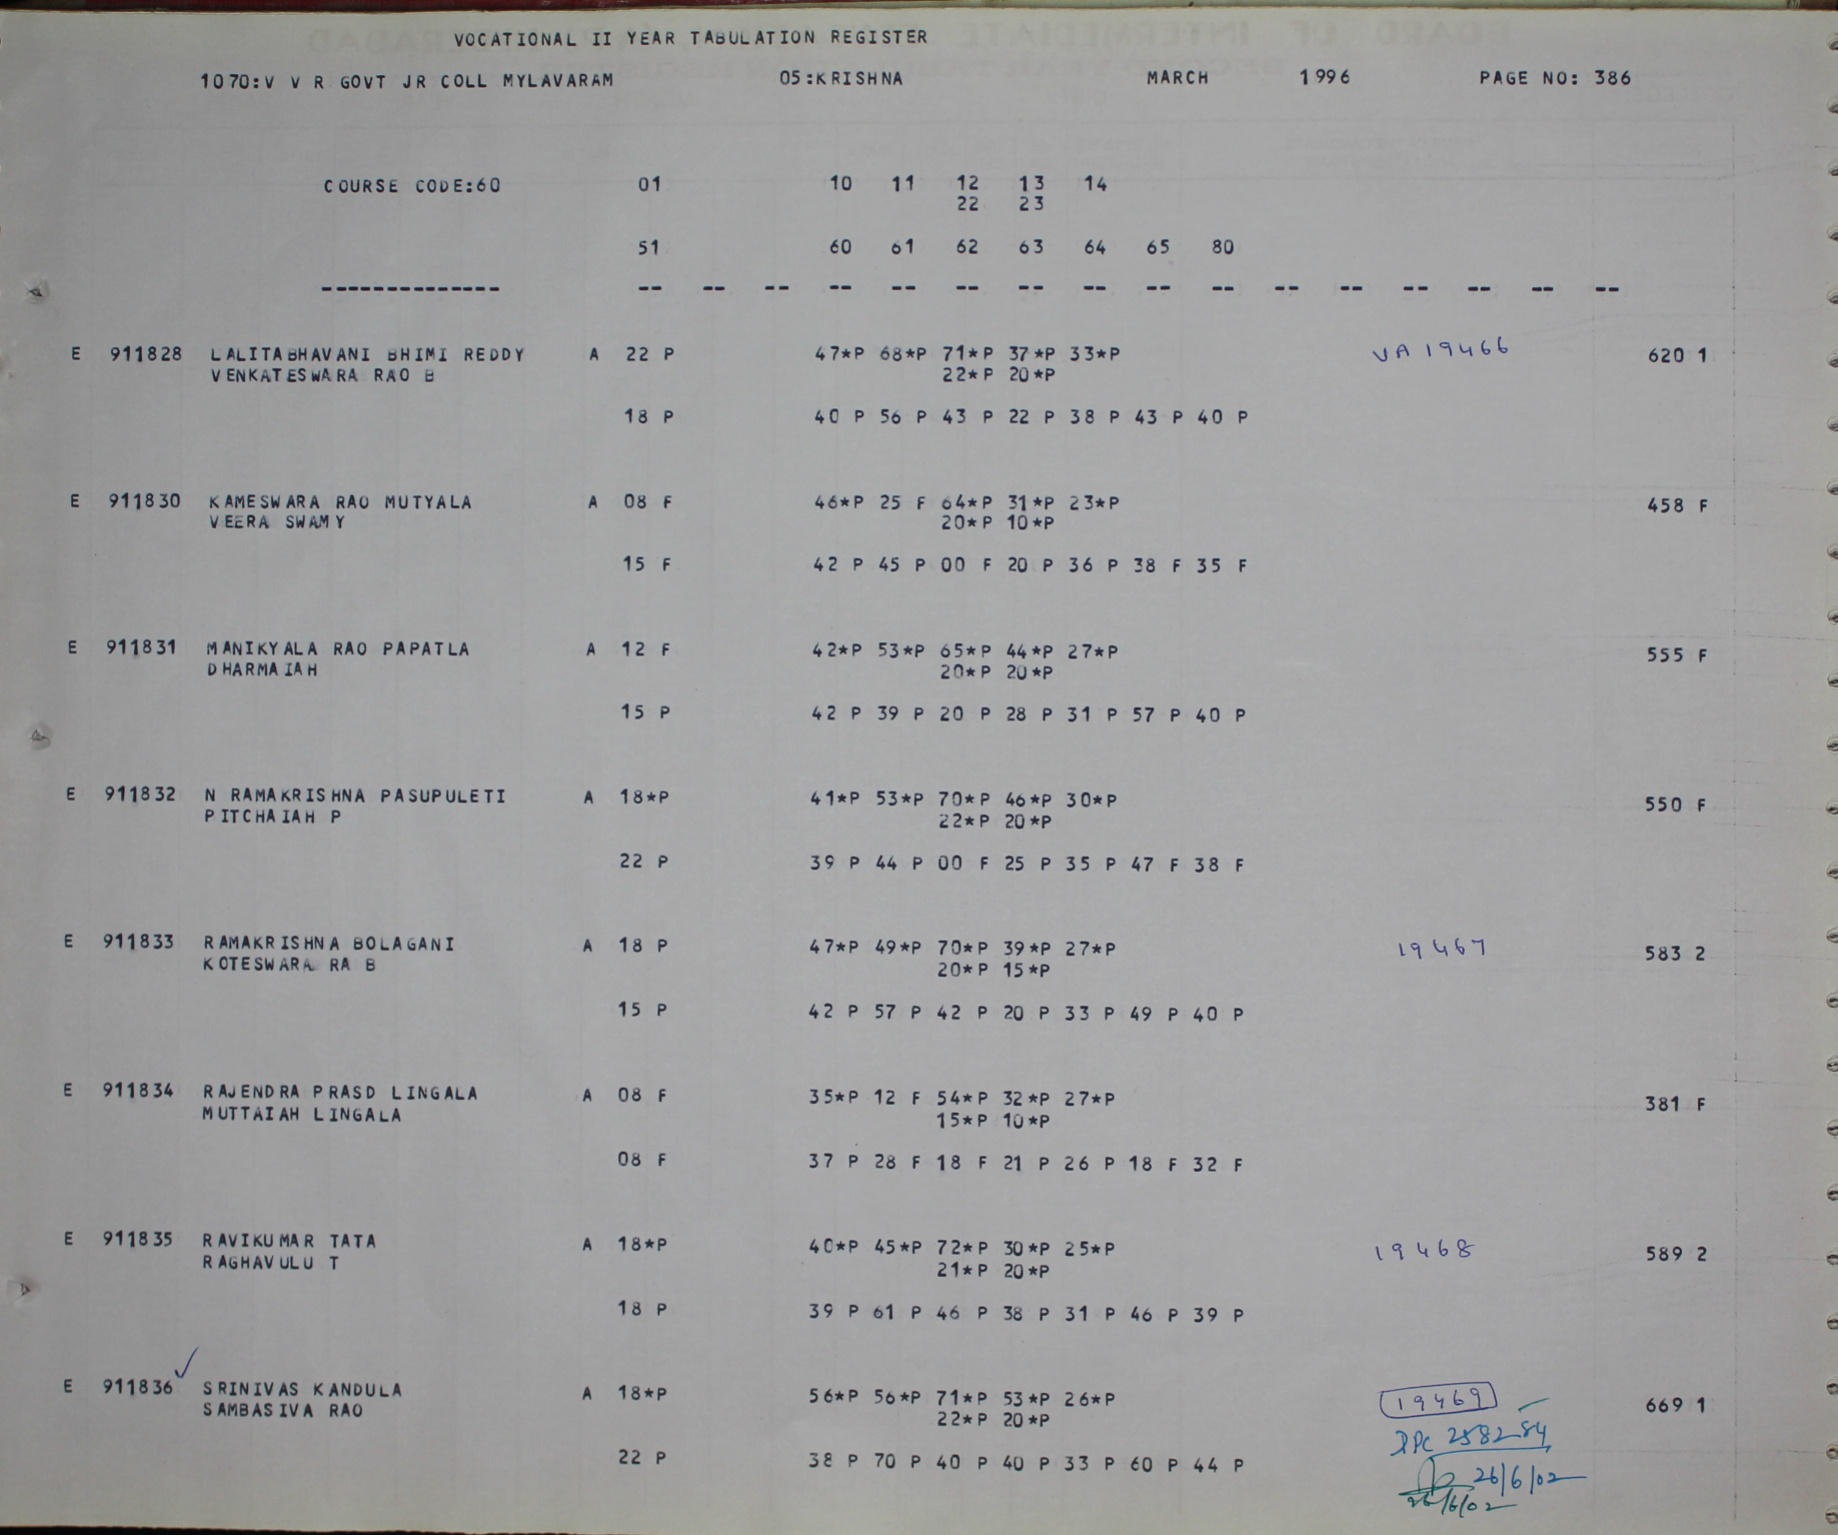 VOCATIONAL II YEAR TABULATION REGISTER
1070:V V R GOVT JR COLL MYLAVARAM 05:KRISHNA MARCH 1996 PAGE NO: 386
COURSE CODE:60 01 10 11 12 13 14
22 23
51 60 61 62 63 64 65 80
-------------- -- -- -- -- -- -- -- -- -- -- -- -- -- -- -- --
E 911828 LALITABHAVANI BHIMI REDDY A 22 P 47*P 68*P 71*P 37*P 33*P VA 19466 620 1
VENKATESWARA RAO B 22*P 20*P
18 P 40 P 56 P 43 P 22 P 38 P 43 P 40 P
E 911830 KAMESWARA RAO MUTYALA A 08 F 46*P 25 F 64*P 31*P 23*P 458 F
VEERA SWAMY 20*P 10*P
15 F 42 P 45 P 00 F 20 P 36 P 38 F 35 F
E 911831 MANIKYALA RAO PAPATLA A 12 F 42*P 53*P 65*P 44*P 27*P 555 F
DHARMAIAH 20*P 20*P
15 P 42 P 39 P 20 P 28 P 31 P 57 P 40 P
E 911832 N RAMAKRISHNA PASUPULETI A 18*P 41*P 53*P 70*P 46*P 30*P 550 F
PITCHAIAH P 22*P 20*P
22 P 39 P 44 P 00 F 25 P 35 P 47 F 38 F
E 911833 RAMAKRISHNA BOLAGANI A 18 P 47*P 49*P 70*P 39*P 27*P 19467 583 2
KOTESWARA RA B 20*P 15*P
15 P 42 P 57 P 42 P 20 P 33 P 49 P 40 P
E 911834 RAJENDRA PRASD LINGALA A 08 F 35*P 12 F 54*P 32*P 27*P 381 F
MUTTAIAH LINGALA 15*P 10*P
08 F 37 P 28 F 18 F 21 P 26 P 18 F 32 F
E 911835 RAVIKUMAR TATA A 18*P 40*P 45*P 72*P 30*P 25*P 19468 589 2
RAGHAVULU T 21*P 20*P
18 P 39 P 61 P 46 P 38 P 31 P 46 P 39 P
E 911836 SRINIVAS KANDULA A 18*P 56*P 56*P 71*P 53*P 26*P 19469 669 1
SAMBASIVA RAO 22*P 20*P
22 P 38 P 70 P 40 P 40 P 33 P 60 P 44 P
258254
26/6/02
26/6/02